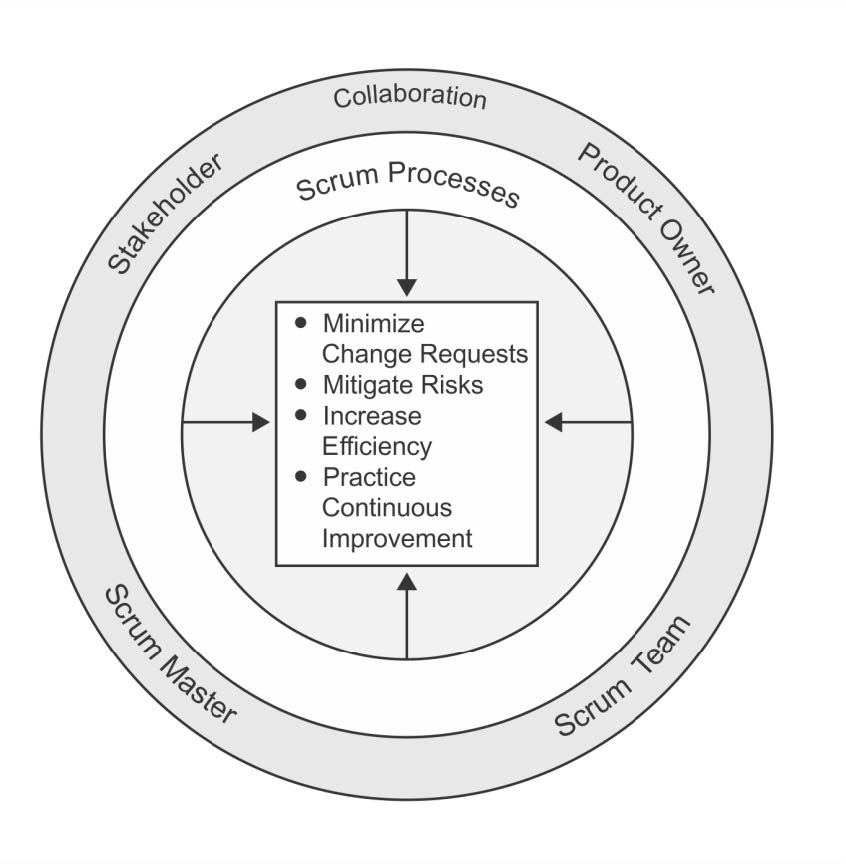 Collaboration
Stakeholder
Product Owner
Scrum Processes
● Minimize
Change Requests
● Mitigate Risks
● Increase
Efficiency
● Practice
Continuous
Improvement
Scrum Master
Scrum Team